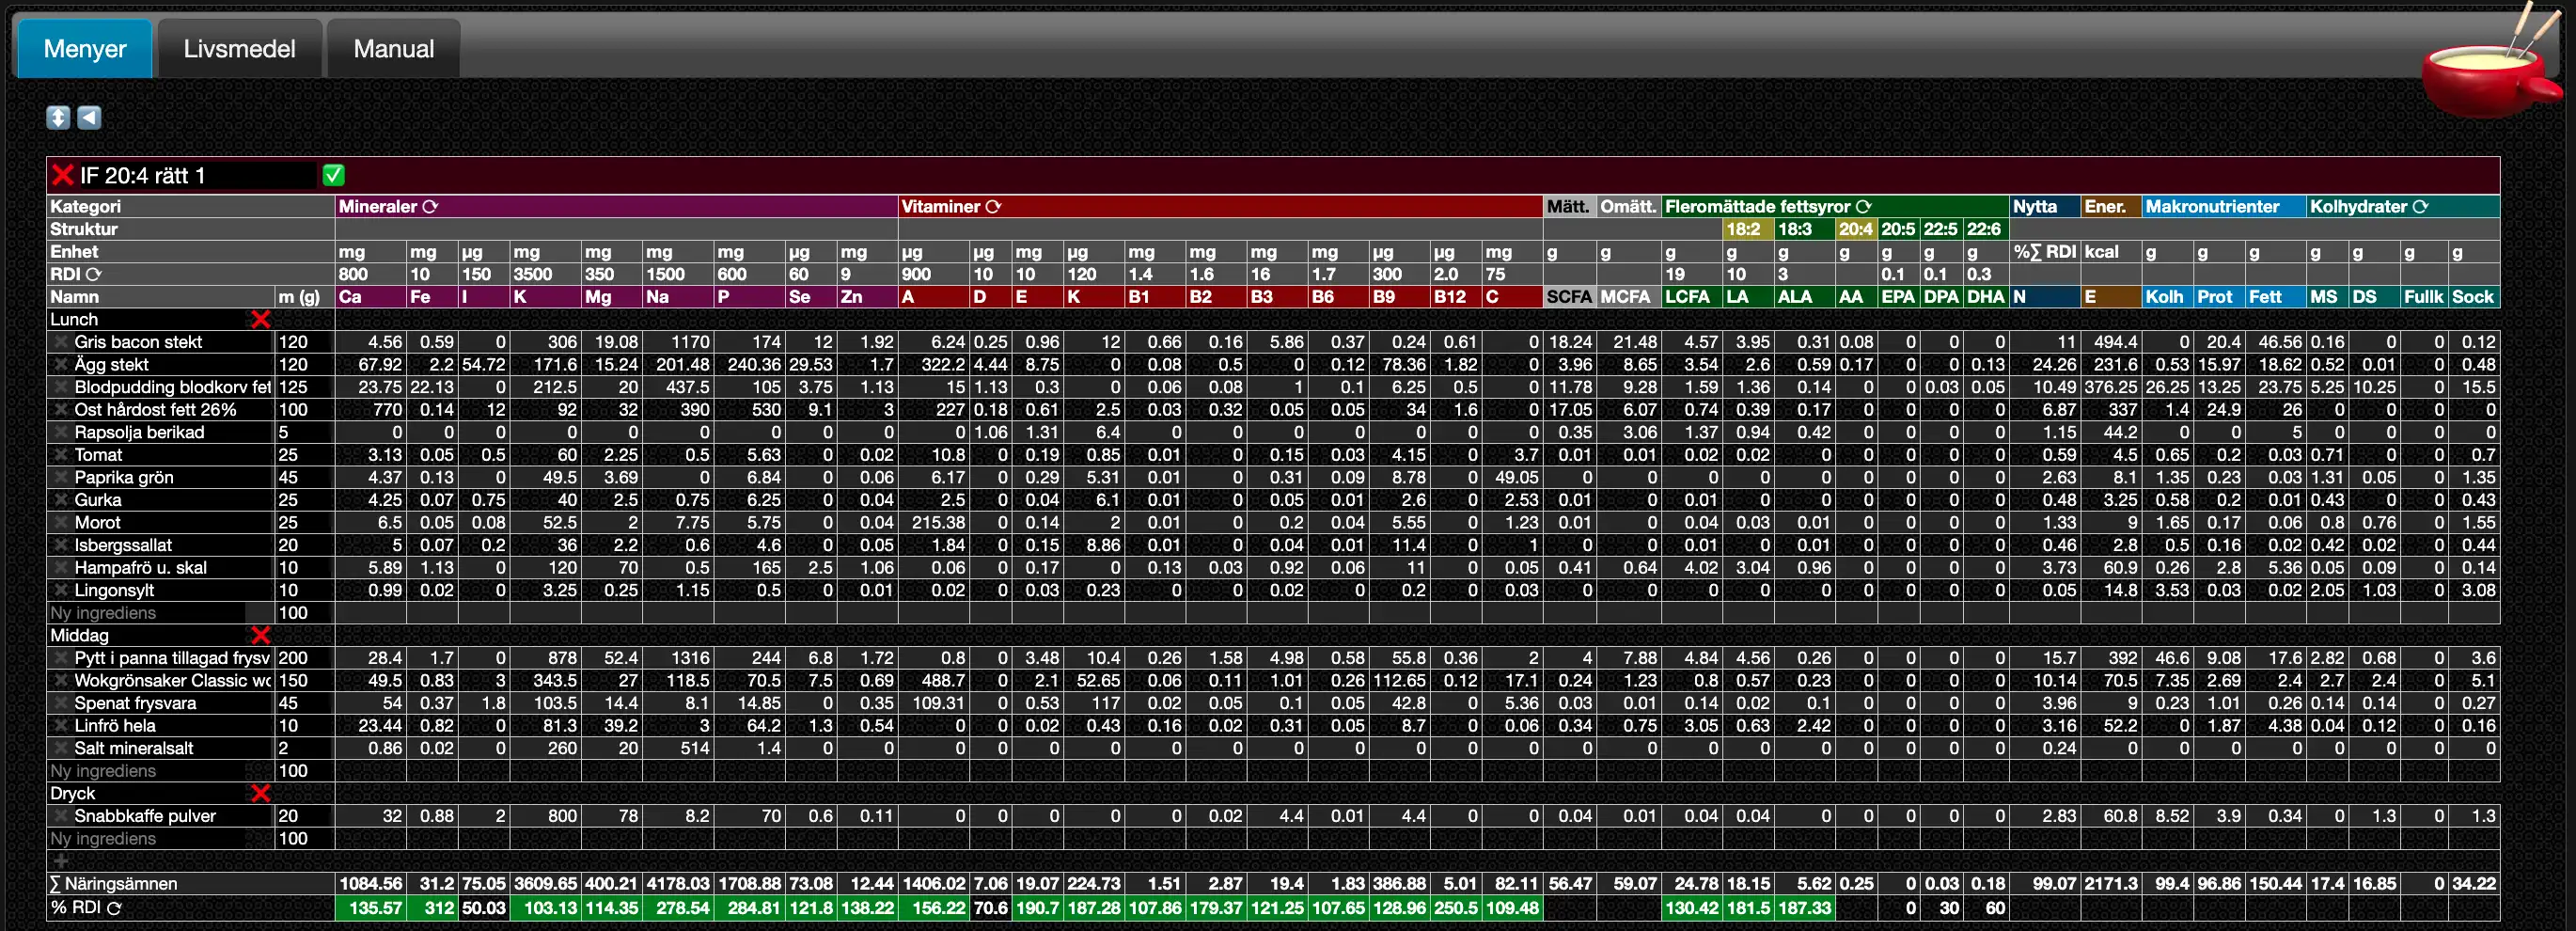 Menyer Livsmedel Manual
IF 20:4 rätt 1
Kategori Mineraler Vitaminer Mätt. Omätt. Fleromättade fettsyror Nytta Ener. Makronutrienter Kolhydrater
Struktur 18:2 18:3 20:4 20:5 22:5 22:6
Enhet mg mg µg mg mg mg mg µg mg µg µg mg µg mg mg mg mg µg µg mg g g g g g g g g g %∑ RDI kcal g g g g g g g
RDI 800 10 150 3500 350 1500 600 60 9 900 10 10 120 1.4 1.6 16 1.7 300 2.0 75 19 10 3 0.1 0.1 0.3
Namn m (g) Ca Fe I K Mg Na P Se Zn A D E K B1 B2 B3 B6 B9 B12 C SCFA MCFA LCFA LA ALA AA EPA DPA DHA N E Kolh Prot Fett MS DS Fullk Sock
Lunch
Gris bacon stekt 120 4.56 0.59 0 306 19.08 1170 174 12 1.92 6.24 0.25 0.96 12 0.66 0.16 5.86 0.37 0.24 0.61 0 18.24 21.48 4.57 3.95 0.31 0.08 0 0 0 11 494.4 0 20.4 46.56 0.16 0 0 0.12
Ägg stekt 120 67.92 2.2 54.72 171.6 15.24 201.48 240.36 29.53 1.7 322.2 4.44 8.75 0 0.08 0.5 0 0.12 78.36 1.82 0 3.96 8.65 3.54 2.6 0.59 0.17 0 0 0.13 24.26 231.6 0.53 15.97 18.62 0.52 0.01 0 0.48
Blodpudding blodkorv fet 125 23.75 22.13 0 212.5 20 437.5 105 3.75 1.13 15 1.13 0.3 0 0.06 0.08 1 0.1 6.25 0.5 0 11.78 9.28 1.59 1.36 0.14 0 0 0.03 0.05 10.49 376.25 26.25 13.25 23.75 5.25 10.25 0 15.5
Ost hårdost fett 26% 100 770 0.14 12 92 32 390 530 9.1 3 227 0.18 0.61 2.5 0.03 0.32 0.05 0.05 34 1.6 0 17.05 6.07 0.74 0.39 0.17 0 0 0 0 6.87 337 1.4 24.9 26 0 0 0 0
Rapsolja berikad 5 0 0 0 0 0 0 0 0 0 0 1.06 1.31 6.4 0 0 0 0 0 0 0 0.35 3.06 1.37 0.94 0.42 0 0 0 0 1.15 44.2 0 0 5 0 0 0 0
Tomat 25 3.13 0.05 0.5 60 2.25 0.5 5.63 0 0.02 10.8 0 0.19 0.85 0.01 0 0.15 0.03 4.15 0 3.7 0.01 0.01 0.02 0.02 0 0 0 0 0 0.59 4.5 0.65 0.2 0.03 0.71 0 0 0.7
Paprika grön 45 4.37 0.13 0 49.5 3.69 0 6.84 0 0.06 6.17 0 0.29 5.31 0.01 0 0.31 0.09 8.78 0 49.05 0 0 0 0 0 0 0 0 0 2.63 8.1 1.35 0.23 0.03 1.31 0.05 0 1.35
Gurka 25 4.25 0.07 0.75 40 2.5 0.75 6.25 0 0.04 2.5 0 0.04 6.1 0.01 0 0.05 0.01 2.6 0 2.53 0.01 0 0.01 0 0 0 0 0 0 0.48 3.25 0.58 0.2 0.01 0.43 0 0 0.43
Morot 25 6.5 0.05 0.08 52.5 2 7.75 5.75 0 0.04 215.38 0 0.14 2 0.01 0 0.2 0.04 5.55 0 1.23 0.01 0 0.04 0.03 0.01 0 0 0 0 1.33 9 1.65 0.17 0.06 0.8 0.76 0 1.55
Isbergssallat 20 5 0.07 0.2 36 2.2 0.6 4.6 0 0.05 1.84 0 0.15 8.86 0.01 0 0.04 0.01 11.4 0 1 0 0 0.01 0 0.01 0 0 0 0 0.46 2.8 0.5 0.16 0.02 0.42 0.02 0 0.44
Hampafrö u. skal 10 5.89 1.13 0 120 70 0.5 165 2.5 1.06 0.06 0 0.17 0 0.13 0.03 0.92 0.06 11 0 0.05 0.41 0.64 4.02 3.04 0.96 0 0 0 0 3.73 60.9 0.26 2.8 5.36 0.05 0.09 0 0.14
Lingonsylt 10 0.99 0.02 0 3.25 0.25 1.15 0.5 0 0.01 0.02 0 0.03 0.23 0 0 0.02 0 0.2 0 0.03 0 0 0 0 0 0 0 0 0 0.05 14.8 3.53 0.03 0.02 2.05 1.03 0 3.08
Ny ingrediens 100
Middag
Pytt i panna tillagad frysv 200 28.4 1.7 0 878 52.4 1316 244 6.8 1.72 0.8 0 3.48 10.4 0.26 1.58 4.98 0.58 55.8 0.36 2 4 7.88 4.84 4.56 0.26 0 0 0 0 15.7 392 46.6 9.08 17.6 2.82 0.68 0 3.6
Wokgrönsaker Classic wo 150 49.5 0.83 3 343.5 27 118.5 70.5 7.5 0.69 488.7 0 2.1 52.65 0.06 0.11 1.01 0.26 112.65 0.12 17.1 0.24 1.23 0.8 0.57 0.23 0 0 0 0 10.14 70.5 7.35 2.69 2.4 2.7 2.4 0 5.1
Spenat frysvara 45 54 0.37 1.8 103.5 14.4 8.1 14.85 0 0.35 109.31 0 0.53 117 0.02 0.05 0.1 0.05 42.8 0 5.36 0.03 0.01 0.14 0.02 0.1 0 0 0 0 3.96 9 0.23 1.01 0.26 0.14 0.14 0 0.27
Linfrö hela 10 23.44 0.82 0 81.3 39.2 3 64.2 1.3 0.54 0 0 0.02 0.43 0.16 0.02 0.31 0.05 8.7 0 0.06 0.34 0.75 3.05 0.63 2.42 0 0 0 0 3.16 52.2 0 1.87 4.38 0.04 0.12 0 0.16
Salt mineralsalt 2 0.86 0.02 0 260 20 514 1.4 0 0 0 0 0 0 0 0 0 0 0 0 0 0 0 0 0 0 0 0 0 0 0.24 0 0 0 0 0 0 0 0
Ny ingrediens 100
Dryck
Snabbkaffe pulver 20 32 0.88 2 800 78 8.2 70 0.6 0.11 0 0 0 0 0 0.02 4.4 0.01 4.4 0 0 0.04 0.01 0.04 0.04 0 0 0 0 0 2.83 60.8 8.52 3.9 0.34 0 1.3 0 1.3
Ny ingrediens 100
∑ Näringsämnen 1084.56 31.2 75.05 3609.65 400.21 4178.03 1708.88 73.08 12.44 1406.02 7.06 19.07 224.73 1.51 2.87 19.4 1.83 386.88 5.01 82.11 56.47 59.07 24.78 18.15 5.62 0.25 0 0.03 0.18 99.07 2171.3 99.4 96.86 150.44 17.4 16.85 0 34.22
% RDI 135.57 312 50.03 103.13 114.35 278.54 284.81 121.8 138.22 156.22 70.6 190.7 187.28 107.86 179.37 121.25 107.65 128.96 250.5 109.48 130.42 181.5 187.33 0 30 60